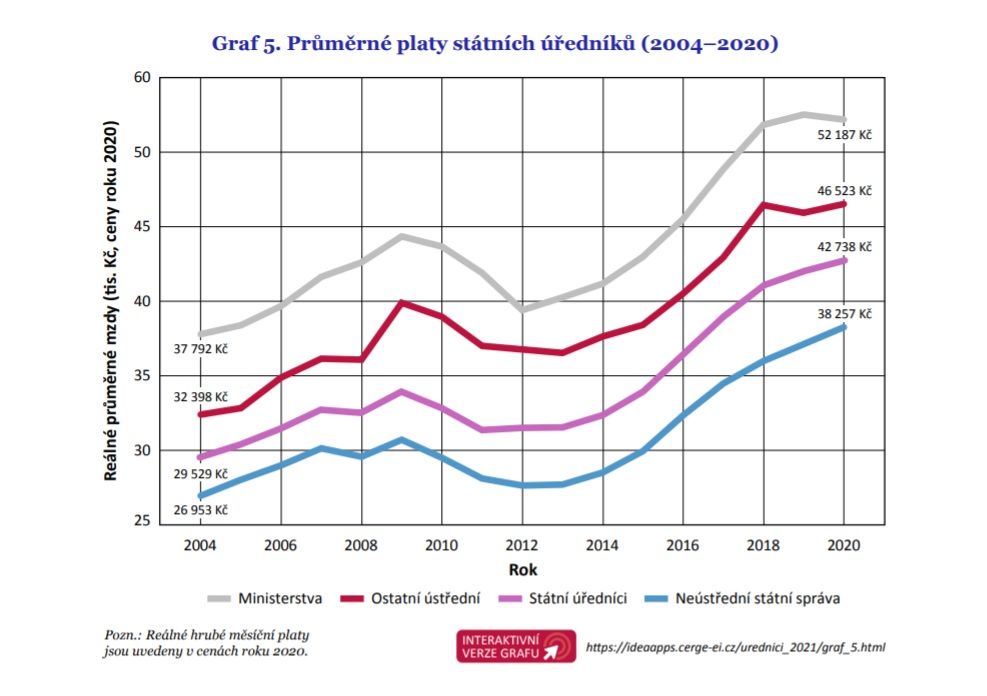 Graf 5. Průměrné platy státních úředníků (2004–2020)
Reálné průměrné mzdy (tis. Kč, ceny roku 2020)
60
50
45
40
35
30
25
52 187 Kč
46 523 Kč
42 738 Kč
38 257 Kč
37 792 Kč
32 398 Kč
29 529 Kč
26 953 Kč
2004 2006 2008 2010 2012 2014 2016 2018 2020
Rok
Ministerstva Ostatní ústřední Státní úředníci Neústřední státní správa
Pozn.: Reálné hrubé měsíční platy
jsou uvedeny v cenách roku 2020.
INTERAKTIVNÍ
VERZE GRAFU
https://ideaapps.cerge-ei.cz/urednici_2021/graf_5.html